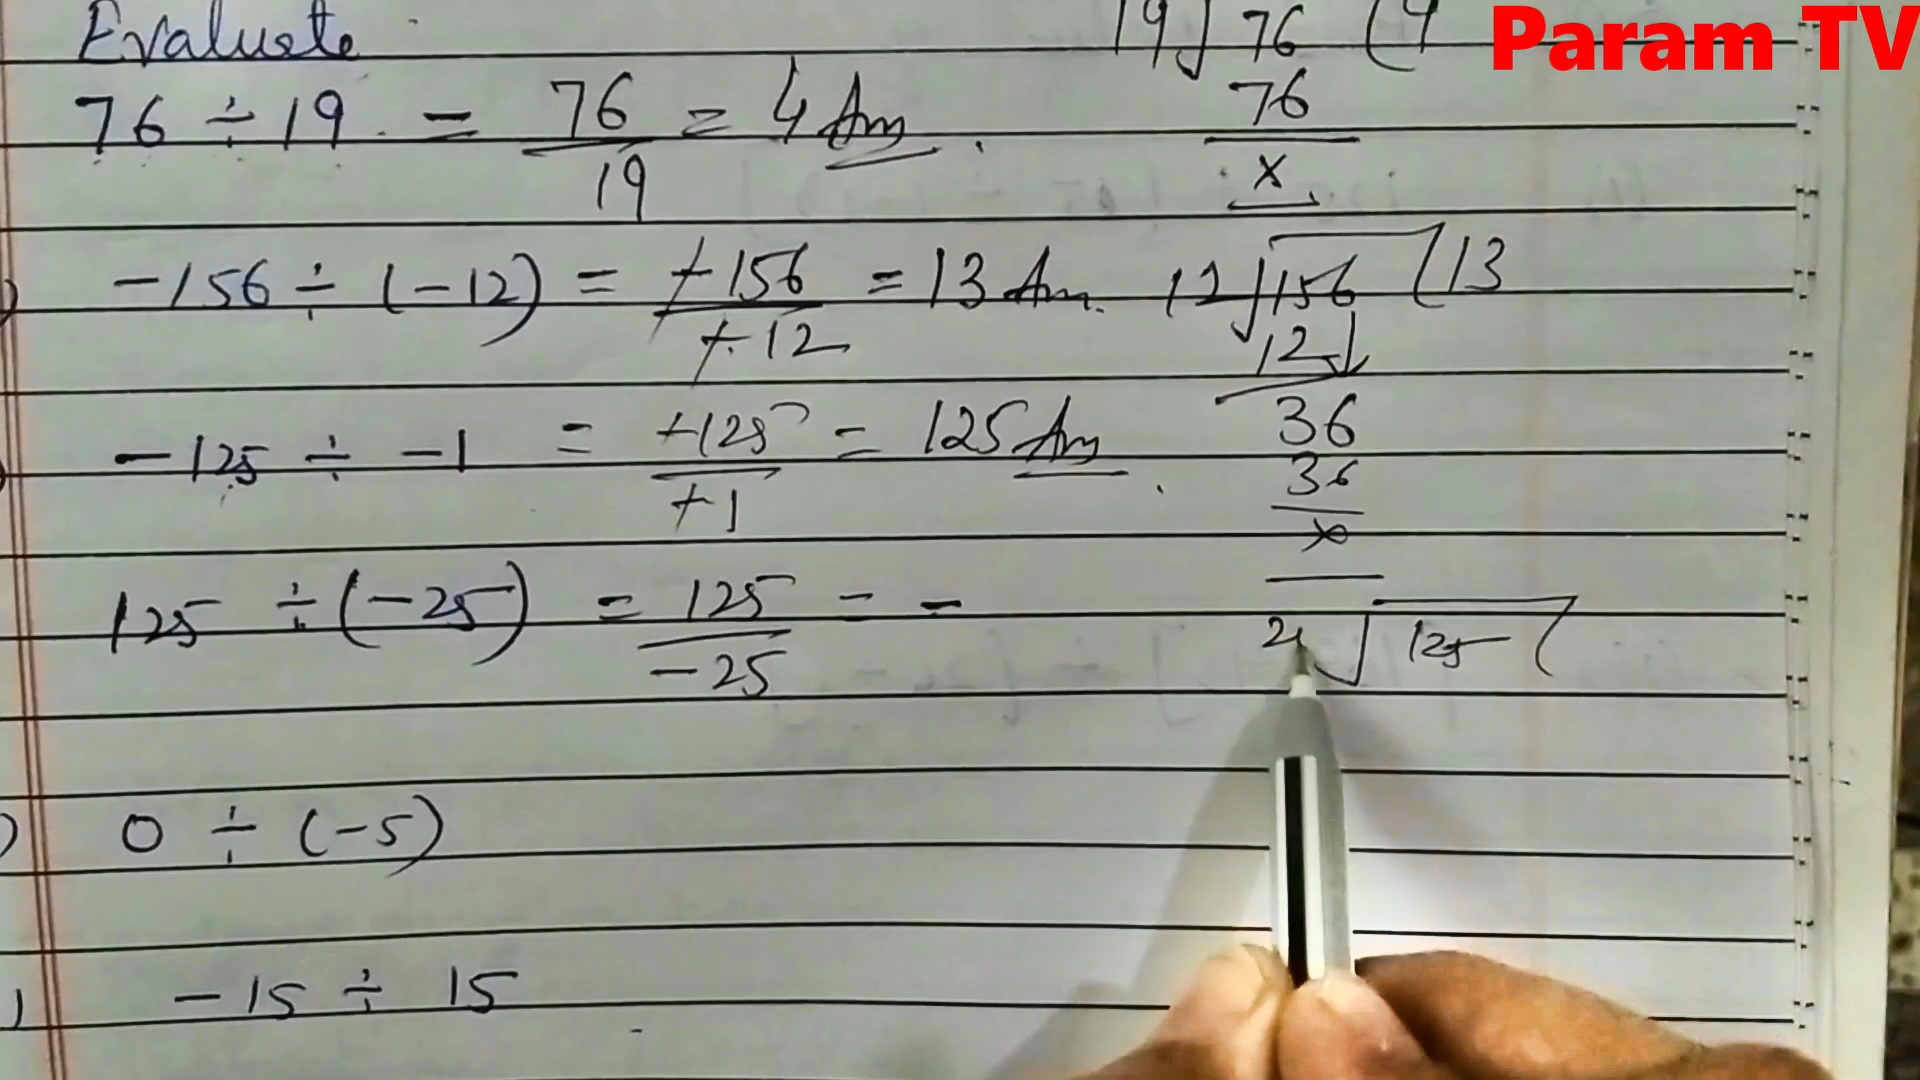 Evaluate
19 ) 76 ( 4
Param TV
76 ÷ 19 = 76/19 = 4 Ans.
76
x
-156 ÷ (-12) = +156/+12 = 13 Ans.
12 ) 156 ( 13
12↓
36
36
x
-125 ÷ -1 = +125/+1 = 125 Ans.
125 ÷ (-25) = 125/-25 = -
) 125 (
0 ÷ (-5)
-15 ÷ 15